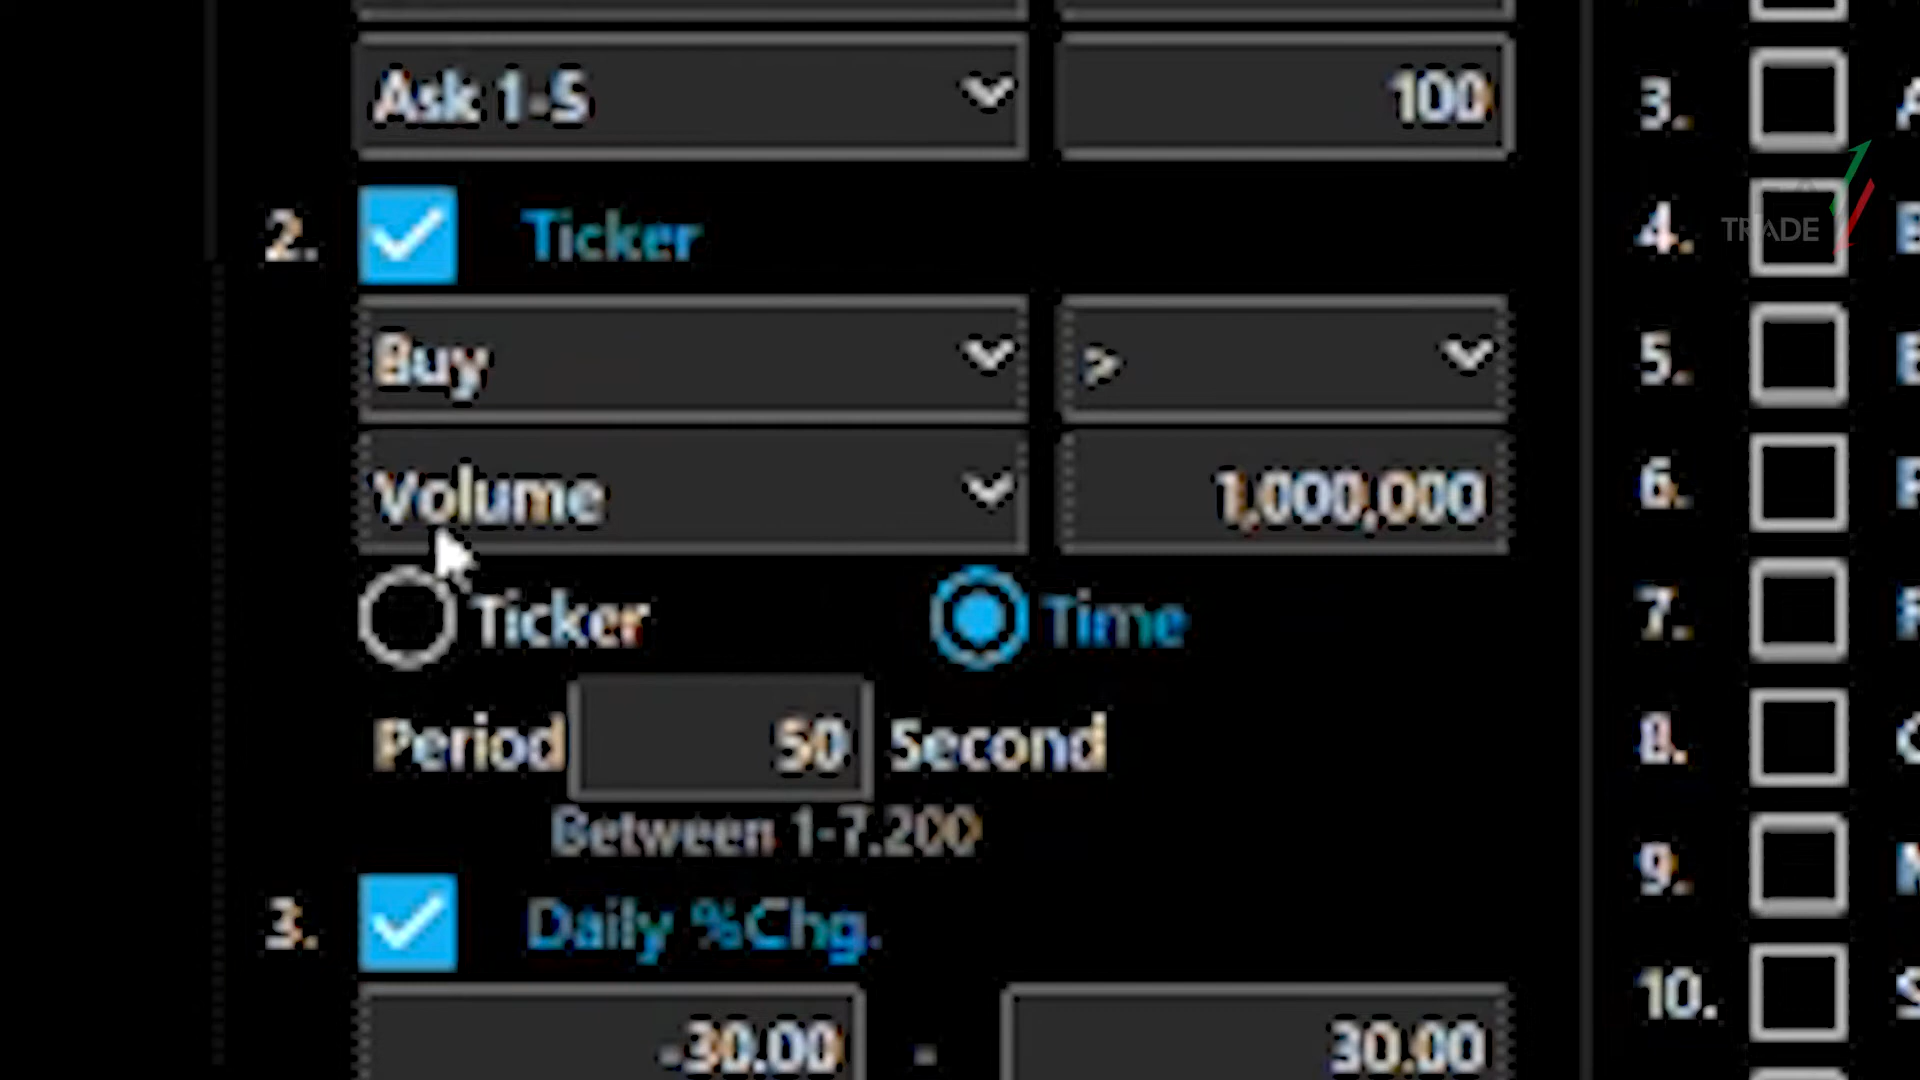 Ask 1-5 100
2. Ticker
Buy >
Volume 1,000,000
Ticker Time
Period 50 Second
Between 1-7.200
3. Daily %Chg.
-30.00 - 30.00
3.
4.
5.
6.
7.
8.
9.
10.
TRADE